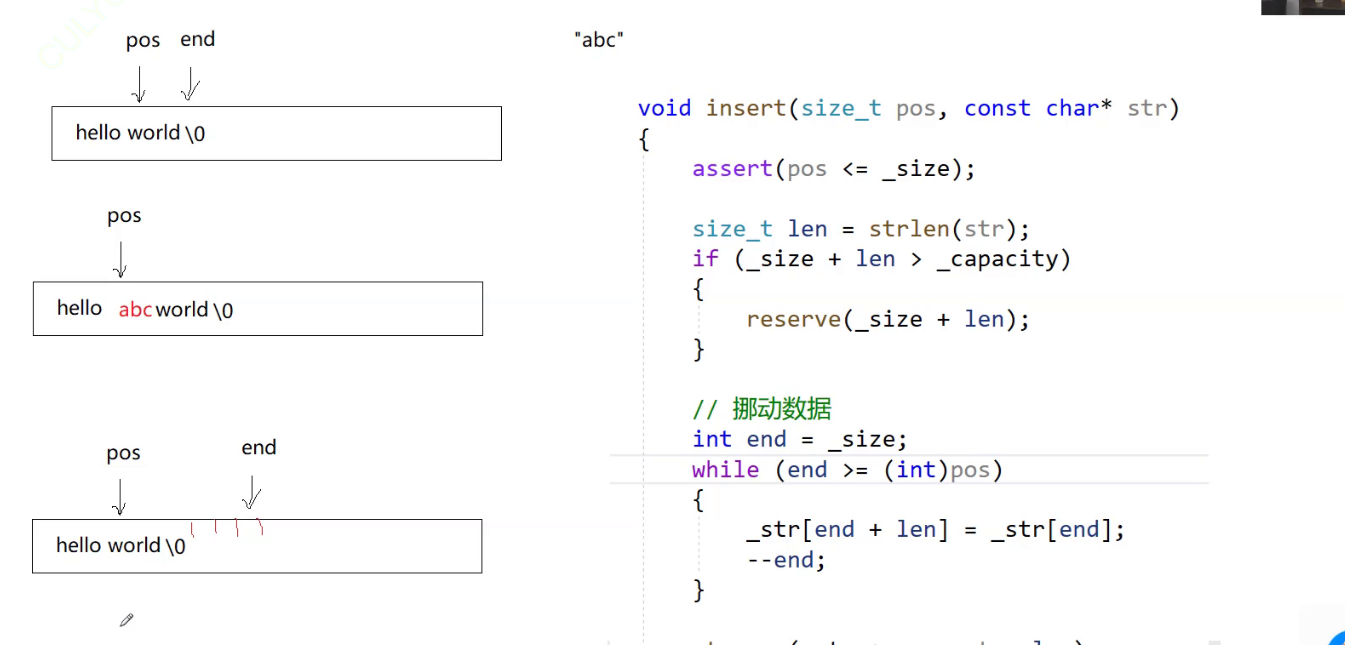 pos end
hello world \0
pos
hello abc world \0
pos end
hello world \0
"abc"
void insert(size_t pos, const char* str)
{
assert(pos <= _size);
size_t len = strlen(str);
if (_size + len > _capacity)
{
reserve(_size + len);
}
// 挪动数据
int end = _size;
while (end >= (int)pos)
{
_str[end + len] = _str[end];
--end;
}